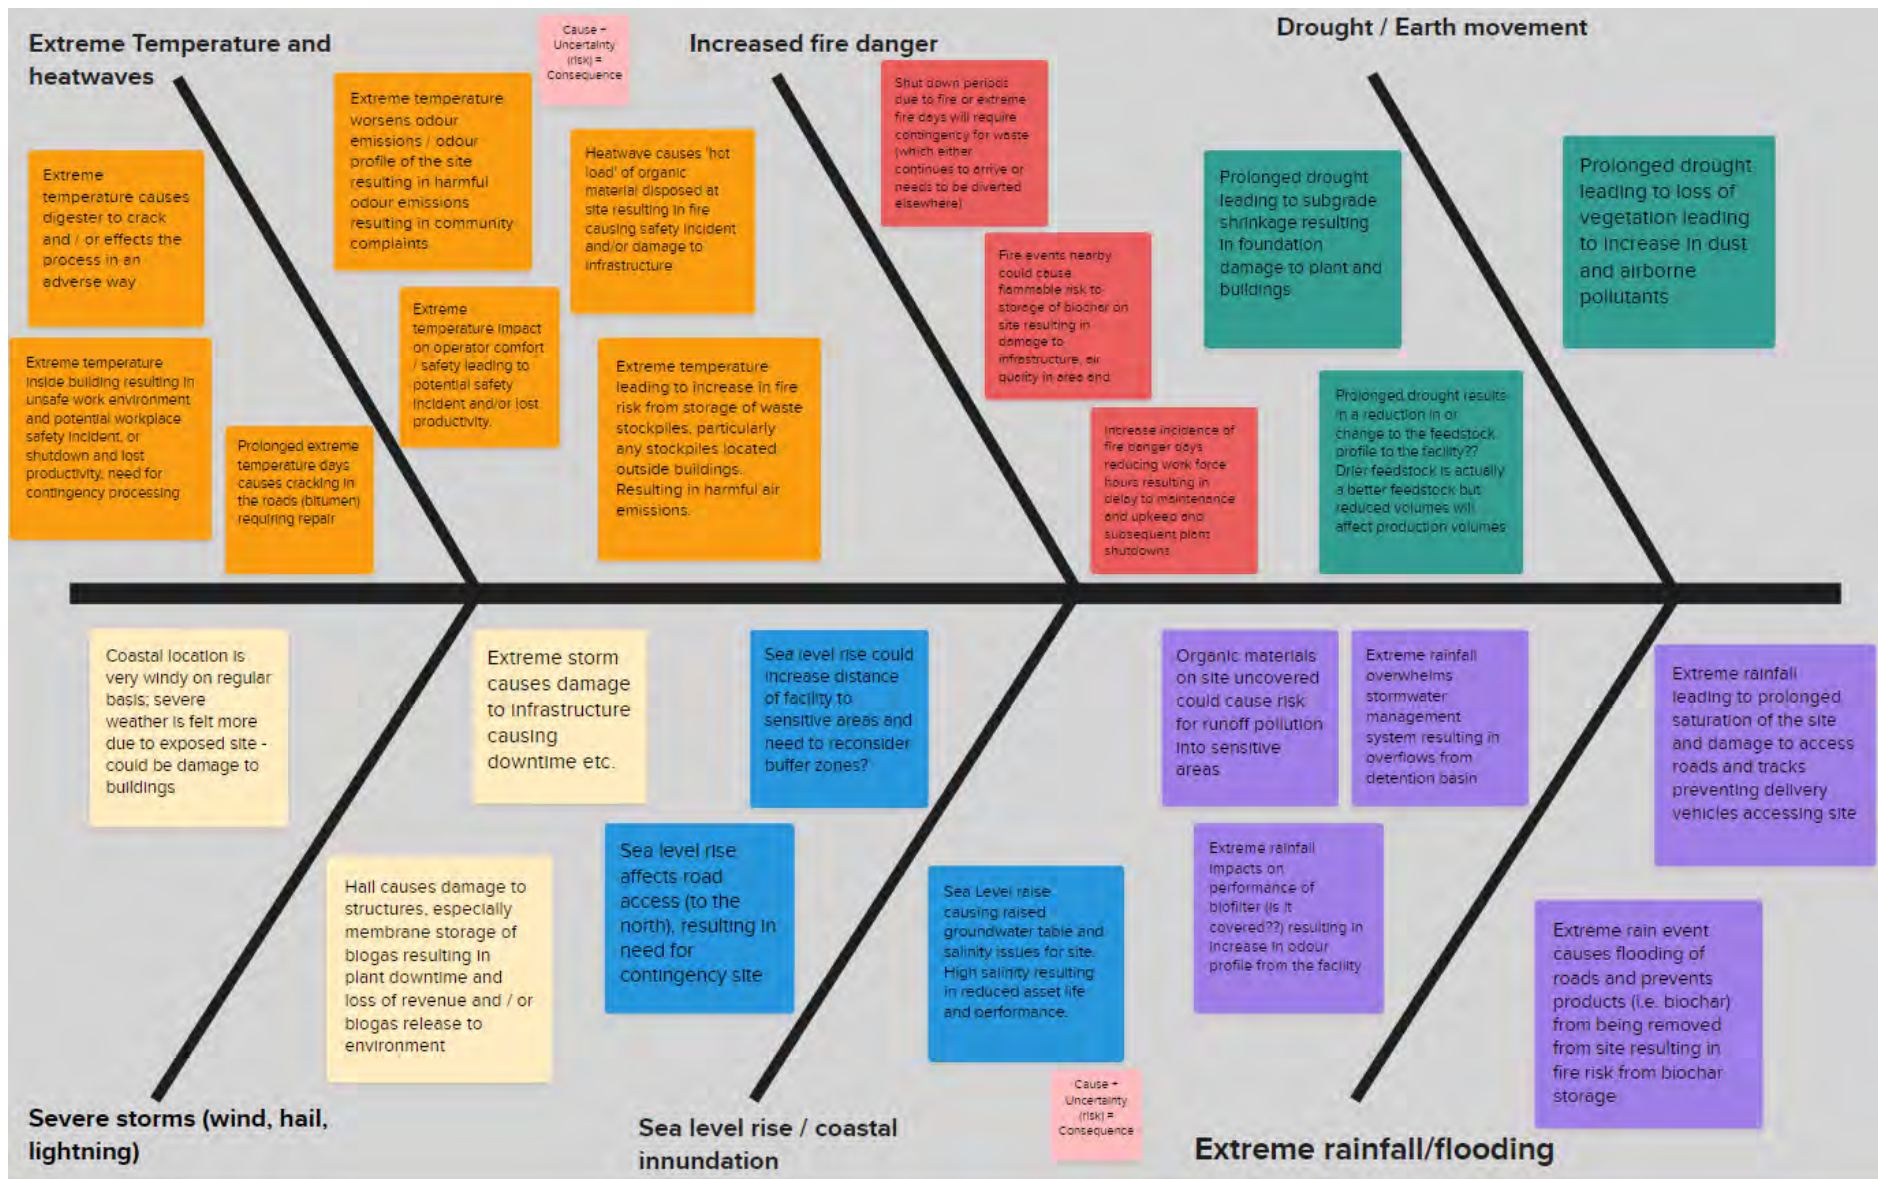 Extreme Temperature and
heatwaves
Cause +
Uncertainty
(risk) =
Consequence
Extreme
temperature causes
digester to crack
and / or effects the
process in an
adverse way
Extreme temperature
worsens odour
emissions / odour
profile of the site
resulting in harmful
odour emissions
resulting in community
complaints
Heatwave causes 'hot
load' of organic
material disposed at
site resulting in fire
causing safety incident
and/or damage to
infrastructure
Extreme temperature
inside building resulting in
unsafe work environment
and potential workplace
safety incident, or
shutdown and lost
productivity, need for
contingency processing
Prolonged extreme
temperature days
causes cracking in
the roads (bitumen)
requiring repair
Extreme
temperature impact
on operator comfort
/ safety leading to
potential safety
incident and/or lost
productivity.
Extreme temperature
leading to increase in fire
risk from storage of waste
stockpiles, particularly
any stockpiles located
outside buildings.
Resulting in harmful air
emissions.
Increased fire danger
Shut down periods
due to fire or extreme
fire days will require
contingency for waste
(which either
continues to arrive or
needs to be diverted
elsewhere)
Fire events nearby
could cause
flammable risk to
storage of biochar on
site resulting in
damage to
infrastructure, air
quality in area and
Increase incidence of
fire danger days
reducing work force
hours resulting in
delay to maintenance
and upkeep and
subsequent plant
shutdowns
Drought / Earth movement
Prolonged drought
leading to subgrade
shrinkage resulting
in foundation
damage to plant and
buildings
Prolonged drought
leading to loss of
vegetation leading
to increase in dust
and airborne
pollutants
Prolonged drought results
in a reduction in or
change to the feedstock
profile to the facility??
Drier feedstock is actually
a better feedstock but
reduced volumes will
affect production volumes
Coastal location is
very windy on regular
basis; severe
weather is felt more
due to exposed site -
could be damage to
buildings
Extreme storm
causes damage
to infrastructure
causing
downtime etc.
Hail causes damage to
structures, especially
membrane storage of
biogas resulting in
plant downtime and
loss of revenue and / or
biogas release to
environment
Severe storms (wind, hail,
lightning)
Sea level rise could
increase distance
of facility to
sensitive areas and
need to reconsider
buffer zones?
Sea level rise
affects road
access (to the
north), resulting in
need for
contingency site
Sea Level raise
causing raised
groundwater table and
salinity issues for site.
High salinity resulting
in reduced asset life
and performance.
Cause +
Uncertainty
(risk) =
Consequence
Sea level rise / coastal
innundation
Organic materials
on site uncovered
could cause risk
for runoff pollution
into sensitive
areas
Extreme rainfall
overwhelms
stormwater
management
system resulting in
overflows from
detention basin
Extreme rainfall
leading to prolonged
saturation of the site
and damage to access
roads and tracks
preventing delivery
vehicles accessing site
Extreme rainfall
impacts on
performance of
biofilter (is it
covered??) resulting in
increase in odour
profile from the facility
Extreme rain event
causes flooding of
roads and prevents
products (i.e. biochar)
from being removed
from site resulting in
fire risk from biochar
storage
Extreme rainfall/flooding